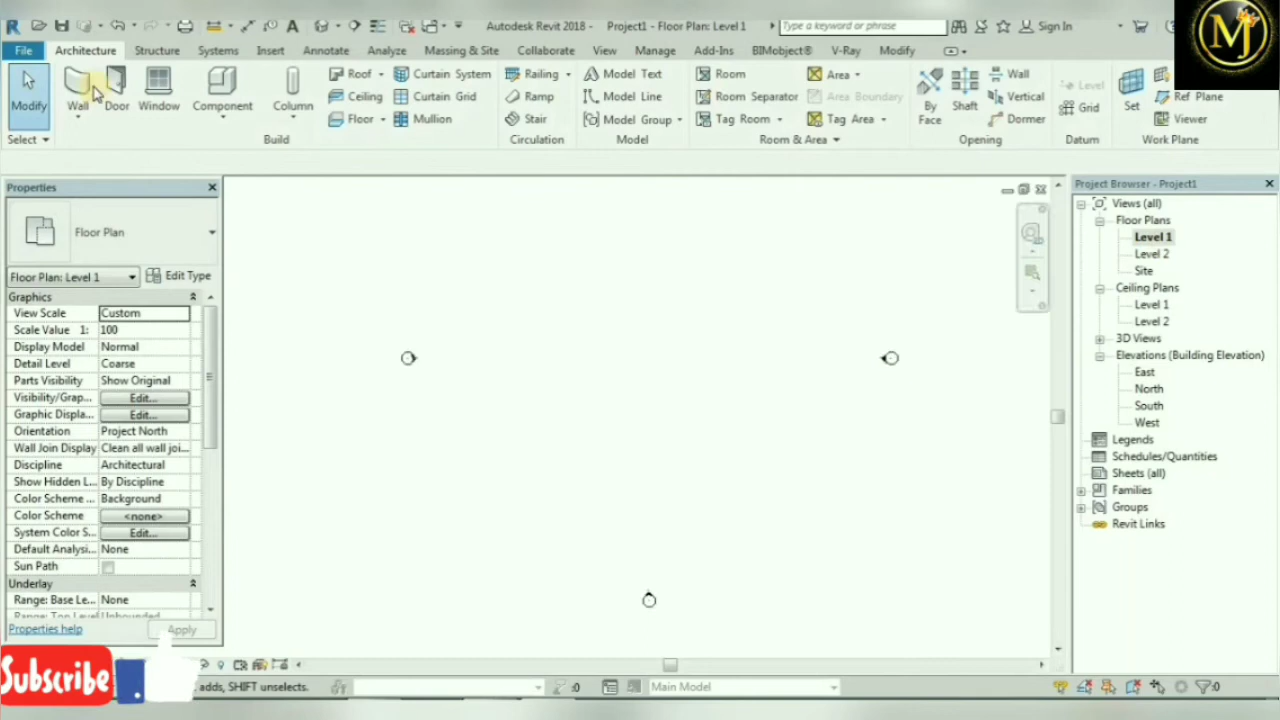 Autodesk Revit 2018 - Project1 - Floor Plan: Level 1
Type a keyword or phrase
Sign In
MJ
File Architecture Structure Systems Insert Annotate Analyze Massing & Site Collaborate View Manage Add-Ins BIMobject® V-Ray Modify
Modify
Wall
Door
Window
Component
Column
Roof
Ceiling
Floor
Curtain System
Curtain Grid
Mullion
Railing
Ramp
Stair
Model Text
Model Line
Model Group
Room
Room Separator
Tag Room
Area
Area Boundary
Tag Area
By
Face
Shaft
Wall
Vertical
Dormer
Level
Grid
Set
Ref Plane
Viewer
Select Build Circulation Model Room & Area Opening Datum Work Plane
Properties
Floor Plan
Floor Plan: Level 1 Edit Type
Graphics
View Scale Custom
Scale Value 1: 100
Display Model Normal
Detail Level Coarse
Parts Visibility Show Original
Visibility/Grap... Edit...
Graphic Displa... Edit...
Orientation Project North
Wall Join Display Clean all wall joi...
Discipline Architectural
Show Hidden L... By Discipline
Color Scheme ... Background
Color Scheme <none>
System Color S... Edit...
Default Analysi... None
Sun Path
Underlay
Range: Base Le... None
Range: Top Level Unbounded
Properties help Apply
Project Browser - Project1
Views (all)
Floor Plans
Level 1
Level 2
Site
Ceiling Plans
Level 1
Level 2
3D Views
Elevations (Building Elevation)
East
North
South
West
Legends
Schedules/Quantities
Sheets (all)
Families
Groups
Revit Links
Subscribe
adds, SHIFT unselects.
:0
Main Model
:0